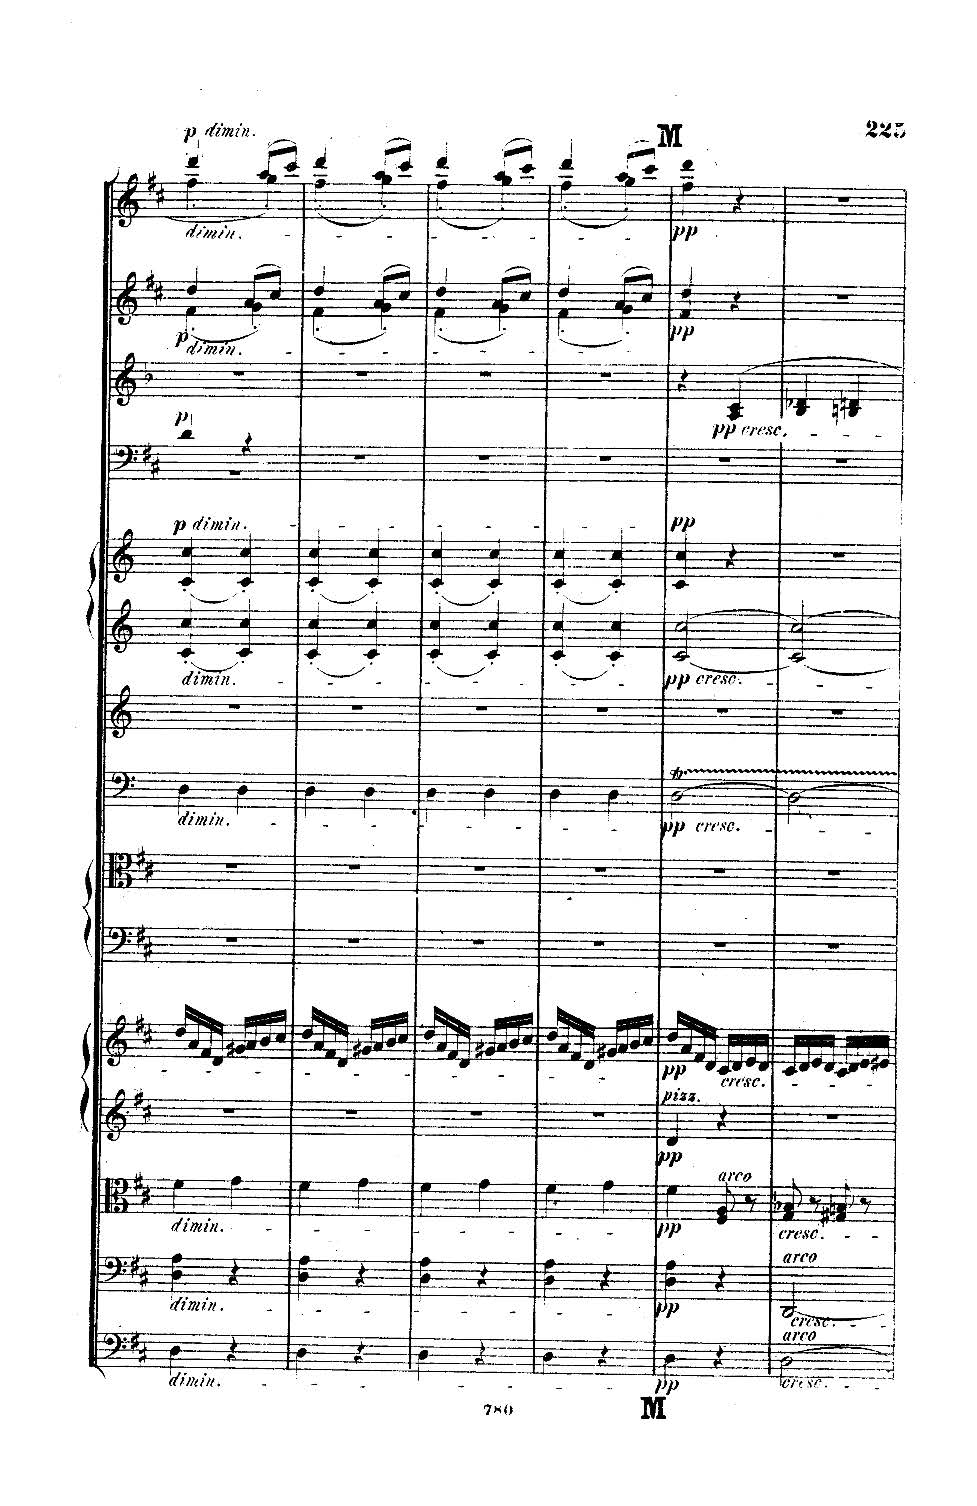 225
p dimin. M
dimin. pp
p dimin. pp
pp cresc.
p
p dimin. pp
dimin. pp cresc.
tr
dimin. pp cresc.
pp cresc.
pizz.
pp
arco
dimin. pp cresc.
arco
dimin. pp cresc.
arco
dimin. pp cresc.
780 M